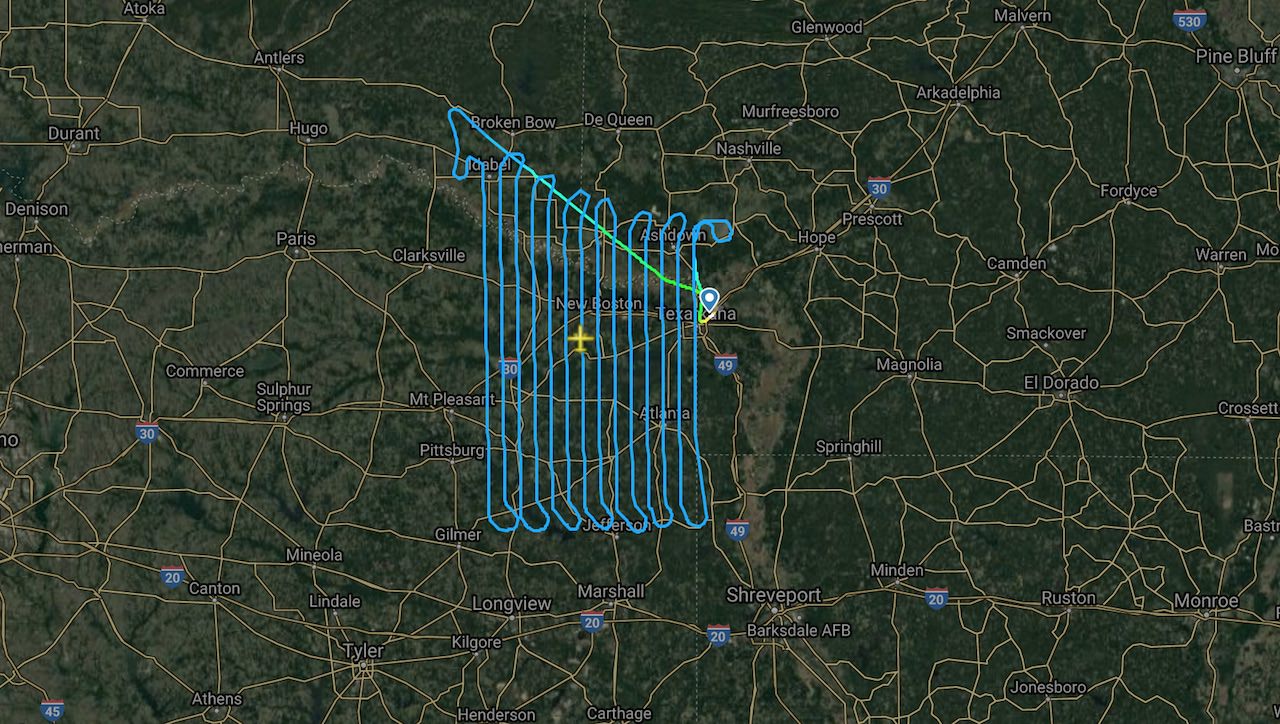 Atoka
Glenwood
Malvern
530
Pine Bluff
Antlers
Arkadelphia
Murfreesboro
De Queen
Broken Bow
Hugo
Durant
Nashville
Idabel
30
Fordyce
Denison
Prescott
Ashdown
Hope
Paris
herman
Clarksville
Warren
Mo
Camden
New Boston
Texarkana
Smackover
49
Magnolia
30
Commerce
El Dorado
Sulphur
Springs
Mt Pleasant
Atlanta
Crossett
30
no
Springhill
Pittsburg
49
Jefferson
Bastr
Gilmer
Mineola
Minden
20
Canton
Marshall
Shreveport
20
Ruston
Monroe
Lindale
Longview
20
20
Barksdale AFB
Kilgore
Tyler
Jonesboro
Athens
45
Henderson
Carthage